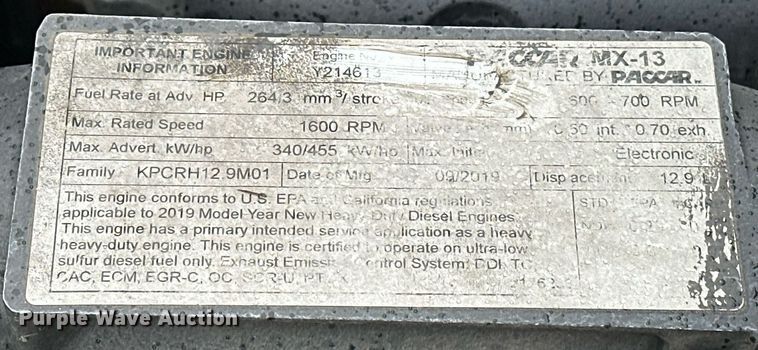 IMPORTANT ENGINE Engine PACCAR MX-13
INFORMATION Y214613 BY PACCAR
Fuel Rate at Adv HP 264/3 mm³/stroke 700 RPM
Max. Rated Speed 1600 RPM int. 0.70 exh.
Max. Advert. kW/hp 340/455 kW/hp Electronic
Family KPCRH12.9M01 Date of Mfg 09/2019 12.9
This engine conforms to U.S. EPA and California regulations
applicable to 2019 Model Year New Heavy Duty Diesel Engines.
This engine has a primary intended service application as a heavy
heavy-duty engine. This engine is certified to operate on ultra-low
sulfur diesel fuel only. Exhaust Emission Control System: DDI, TC,
CAC, ECM, EGR-C, OC, SCR-U, PT
Purple Wave Auction